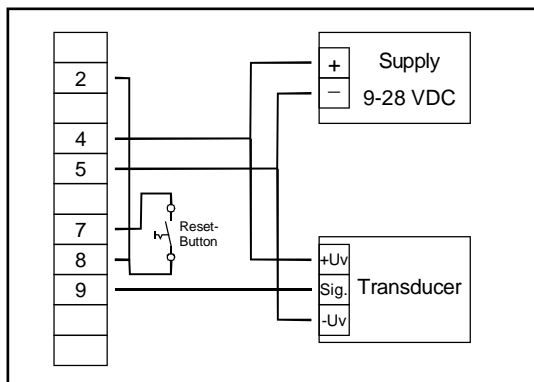 2
4
5
7
8
9
Reset-
Button
+
−
Supply
9-28 VDC
+Uv
Sig.
-Uv
Transducer